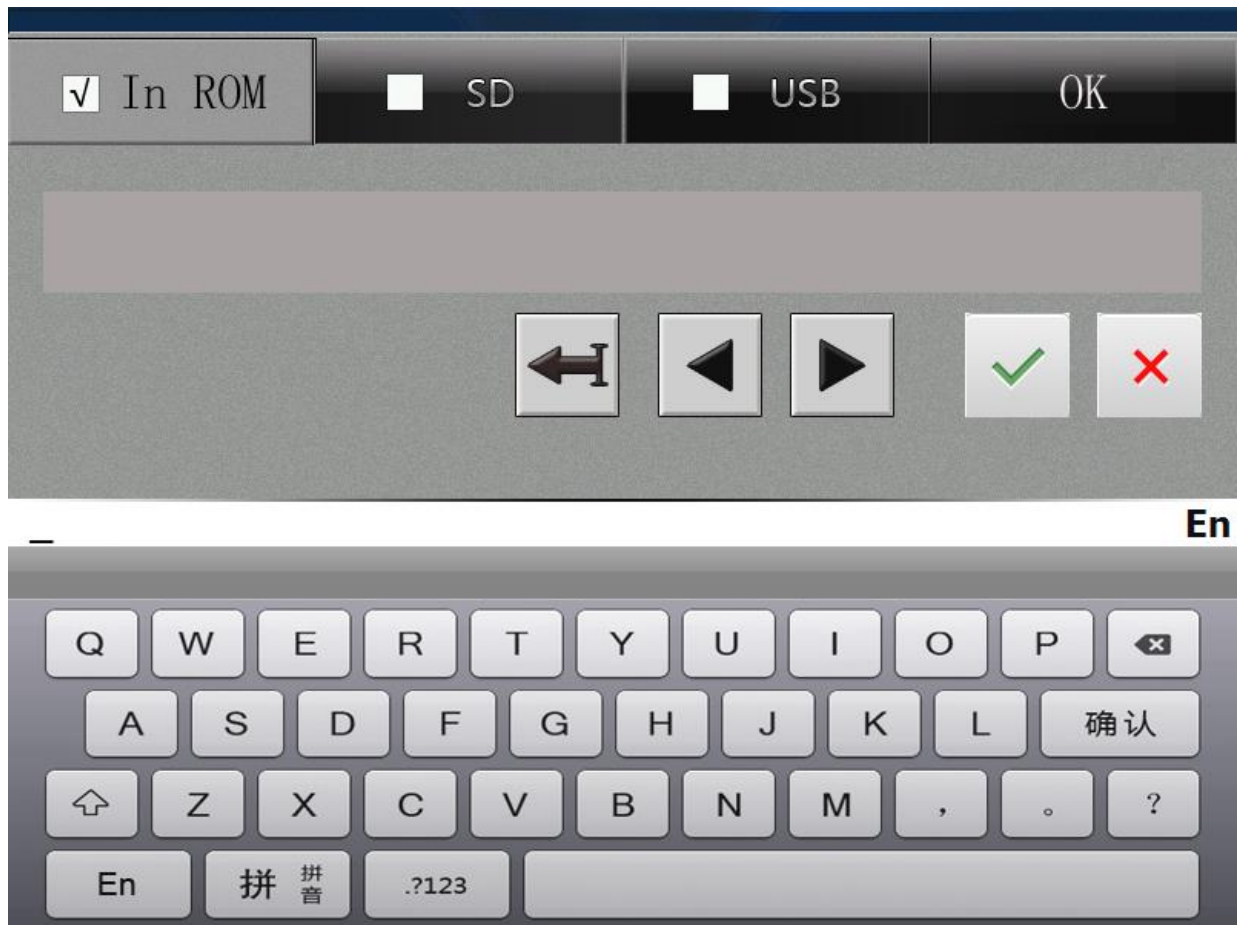 √ In ROM SD USB OK
_ En
Q W E R T Y U I O P
A S D F G H J K L 确认
Z X C V B N M ， 。 ？
En 拼 拼音 .?123